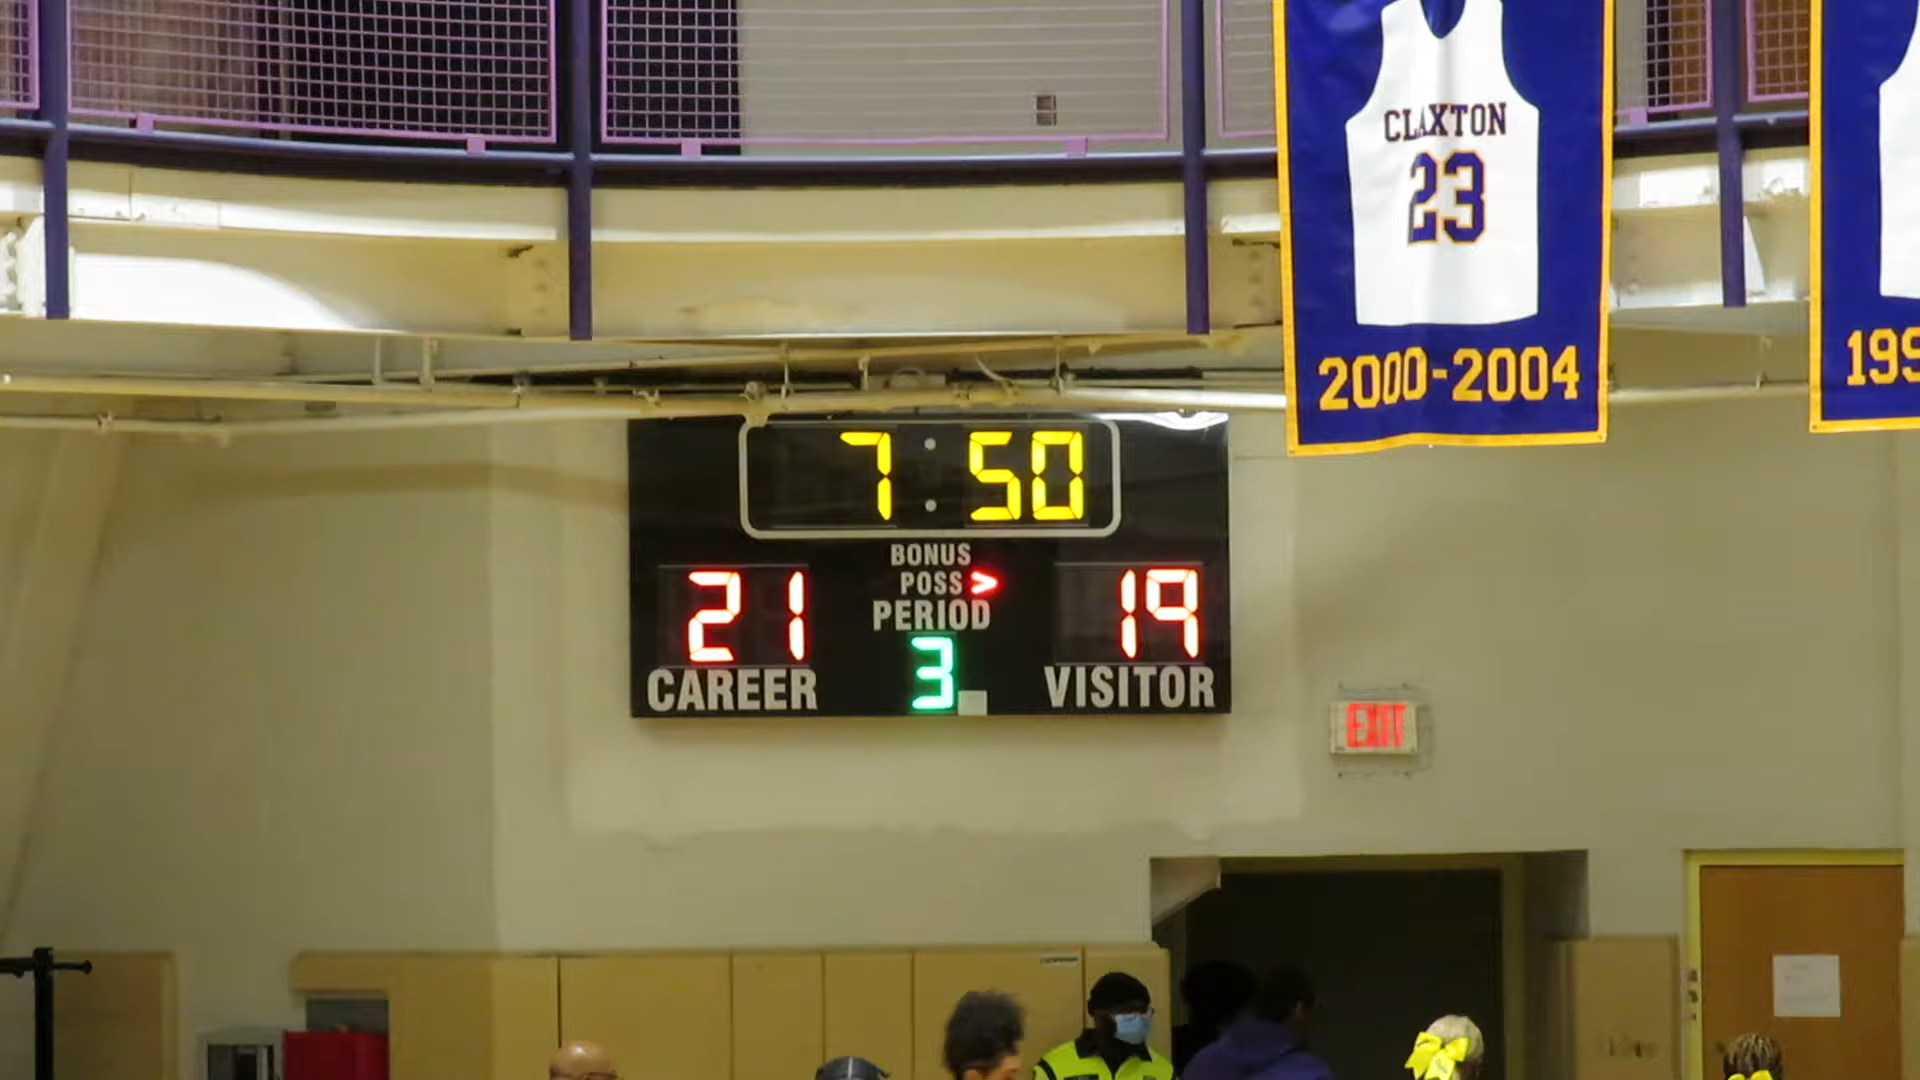 CLAXTON
23
2000-2004
199
7:50
BONUS
POSS >
PERIOD
21
3
19
CAREER
VISITOR
EXIT